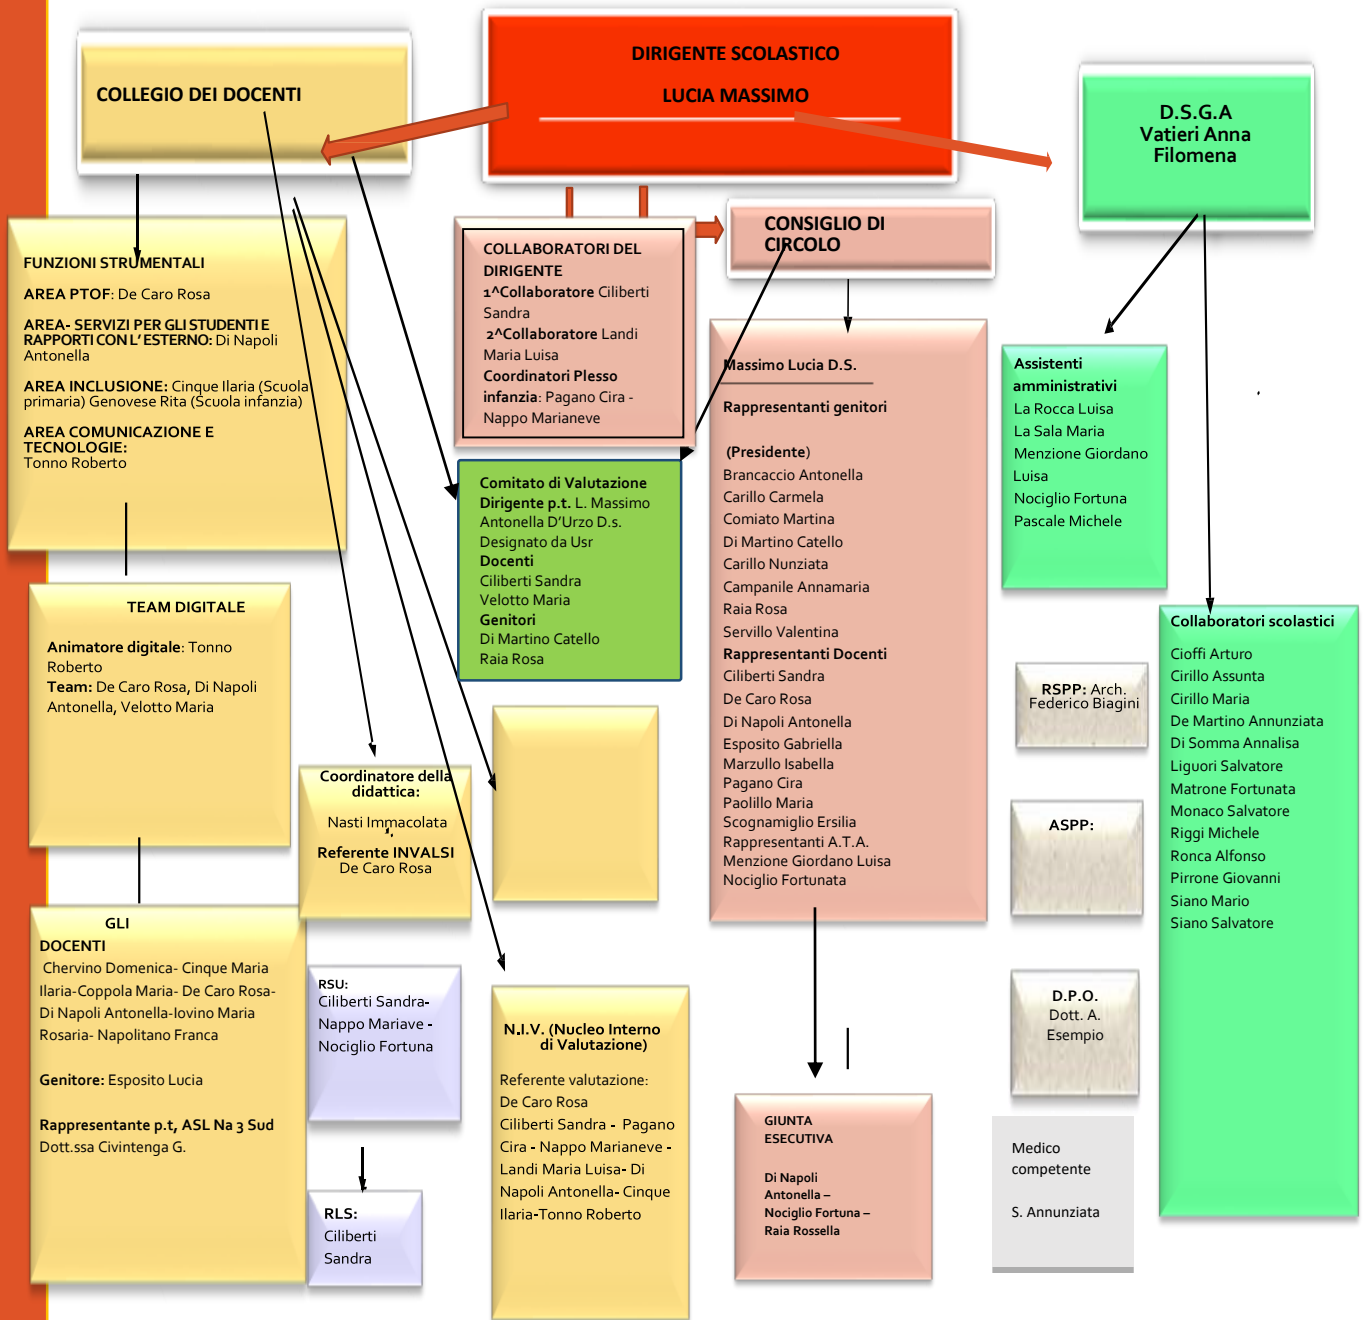 COLLEGIO DEI DOCENTI
DIRIGENTE SCOLASTICO
LUCIA MASSIMO
D.S.G.A
Vatieri Anna
Filomena
FUNZIONI STRUMENTALI
AREA PTOF: De Caro Rosa
AREA- SERVIZI PER GLI STUDENTI E
RAPPORTI CON L' ESTERNO: Di Napoli
Antonella
AREA INCLUSIONE: Cinque Ilaria (Scuola
primaria) Genovese Rita (Scuola infanzia)
AREA COMUNICAZIONE E
TECNOLOGIE:
Tonno Roberto
COLLABORATORI DEL
DIRIGENTE
1^Collaboratore Ciliberti
Sandra
2^Collaboratore Landi
Maria Luisa
Coordinatori Plesso
infanzia: Pagano Cira -
Nappo Marianeve
CONSIGLIO DI
CIRCOLO
Massimo Lucia D.S.
Rappresentanti genitori
(Presidente)
Brancaccio Antonella
Carillo Carmela
Comiato Martina
Di Martino Catello
Carillo Nunziata
Campanile Annamaria
Raia Rosa
Servillo Valentina
Rappresentanti Docenti
Ciliberti Sandra
De Caro Rosa
Di Napoli Antonella
Esposito Gabriella
Marzullo Isabella
Pagano Cira
Paolillo Maria
Scognamiglio Ersilia
Rappresentanti A.T.A.
Menzione Giordano Luisa
Nociglio Fortunata
Assistenti
amministrativi
La Rocca Luisa
La Sala Maria
Menzione Giordano
Luisa
Nociglio Fortuna
Pascale Michele
Comitato di Valutazione
Dirigente p.t. L. Massimo
Antonella D'Urzo D.s.
Designato da Usr
Docenti
Ciliberti Sandra
Velotto Maria
Genitori
Di Martino Catello
Raia Rosa
TEAM DIGITALE
Animatore digitale: Tonno
Roberto
Team: De Caro Rosa, Di Napoli
Antonella, Velotto Maria
Collaboratori scolastici
Cioffi Arturo
Cirillo Assunta
Cirillo Maria
De Martino Annunziata
Di Somma Annalisa
Liguori Salvatore
Matrone Fortunata
Monaco Salvatore
Riggi Michele
Ronca Alfonso
Pirrone Giovanni
Siano Mario
Siano Salvatore
RSPP: Arch.
Federico Biagini
ASPP:
D.P.O.
Dott. A.
Esempio
Medico
competente
S. Annunziata
Coordinatore della
didattica:
Nasti Immacolata
Referente INVALSI
De Caro Rosa
GLI
DOCENTI
Chervino Domenica- Cinque Maria
Ilaria-Coppola Maria- De Caro Rosa-
Di Napoli Antonella-Iovino Maria
Rosaria- Napolitano Franca
Genitore: Esposito Lucia
Rappresentante p.t, ASL Na 3 Sud
Dott.ssa Civintenga G.
RSU:
Ciliberti Sandra-
Nappo Mariave -
Nociglio Fortuna
RLS:
Ciliberti
Sandra
N.I.V. (Nucleo Interno
di Valutazione)
Referente valutazione:
De Caro Rosa
Ciliberti Sandra - Pagano
Cira - Nappo Marianeve -
Landi Maria Luisa- Di
Napoli Antonella- Cinque
Ilaria-Tonno Roberto
GIUNTA
ESECUTIVA
Di Napoli
Antonella –
Nociglio Fortuna –
Raia Rossella